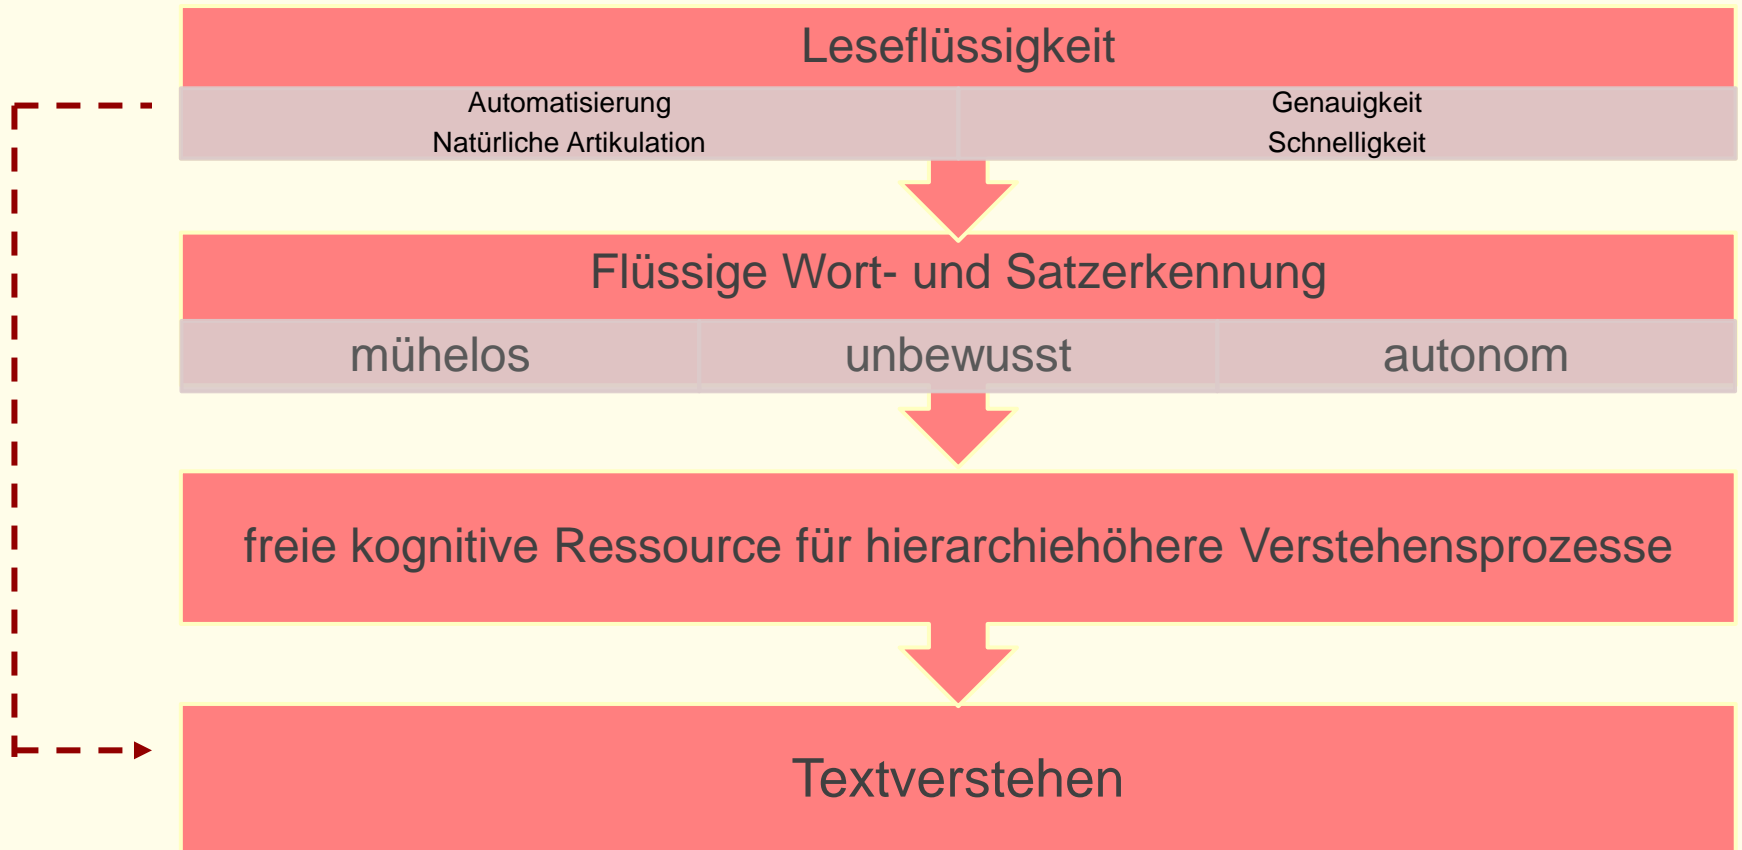 Leseflüssigkeit
Automatisierung
Natürliche Artikulation
Genauigkeit
Schnelligkeit
Flüssige Wort- und Satzerkennung
mühelos
unbewusst
autonom
freie kognitive Ressource für hierarchiehöhere Verstehensprozesse
Textverstehen